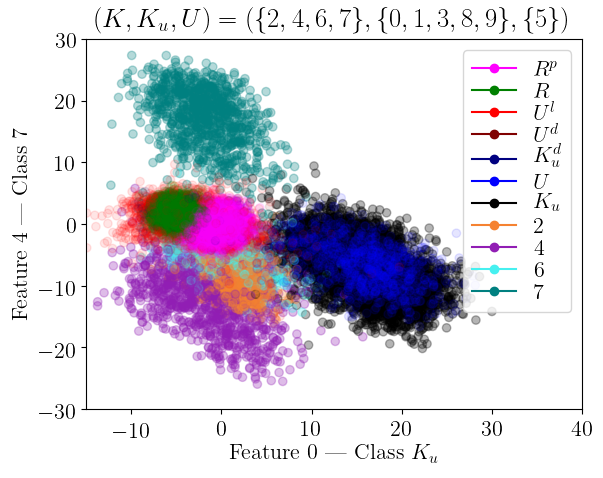 (K, K_u, U) = ({2, 4, 6, 7}, {0, 1, 3, 8, 9}, {5})
30
20
10
0
−10
−20
−30
Feature 4 — Class 7
−10
0
10
20
30
40
Feature 0 — Class K_u
R^p
R
U^l
U^d
K_u^d
U
K_u
2
4
6
7